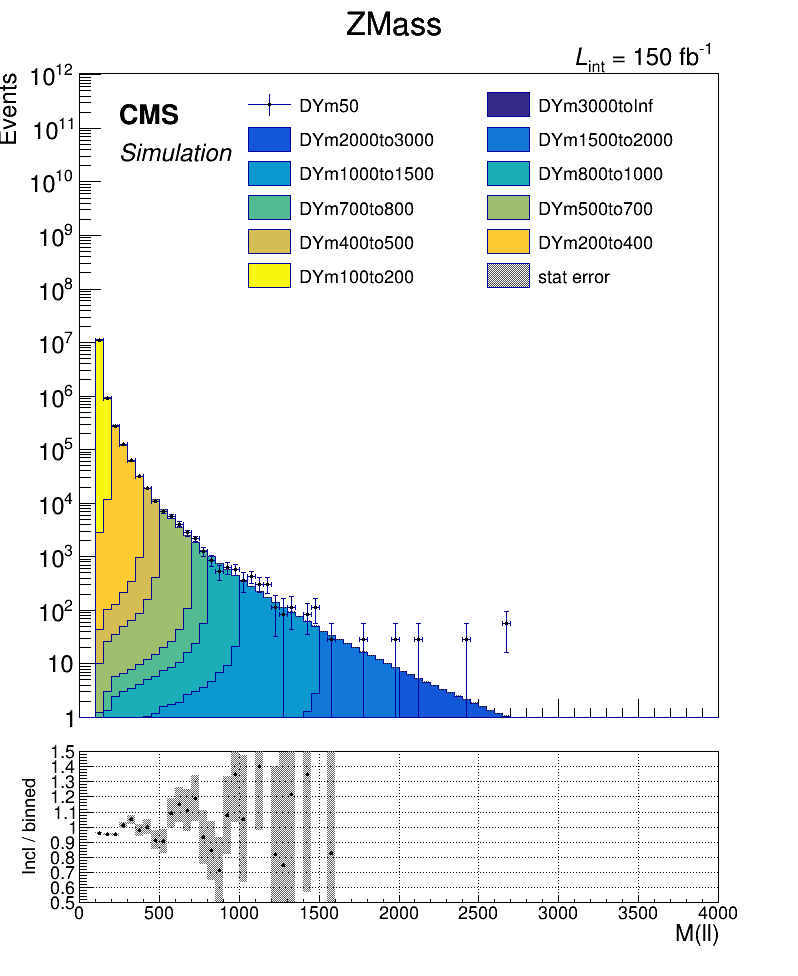 ZMass
L_int = 150 fb^-1
Events
10^12
10^11
10^10
10^9
10^8
10^7
10^6
10^5
10^4
10^3
10^2
10
1
CMS
Simulation
DYm50
DYm3000toInf
DYm2000to3000
DYm1500to2000
DYm1000to1500
DYm800to1000
DYm700to800
DYm500to700
DYm400to500
DYm200to400
DYm100to200
stat error
Incl / binned
1.5
1.4
1.3
1.2
1.1
1
0.9
0.8
0.7
0.6
0.5
0 500 1000 1500 2000 2500 3000 3500 4000
M(ll)